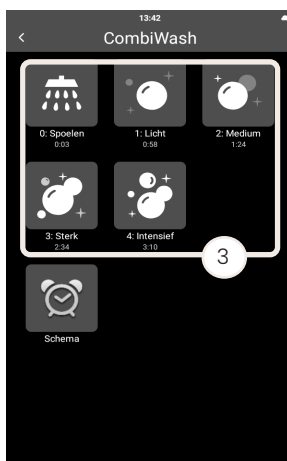 13:42
CombiWash
0: Spoelen
0:03
1: Licht
0:58
2: Medium
1:24
3: Sterk
2:34
4: Intensief
3:10
3
Schema